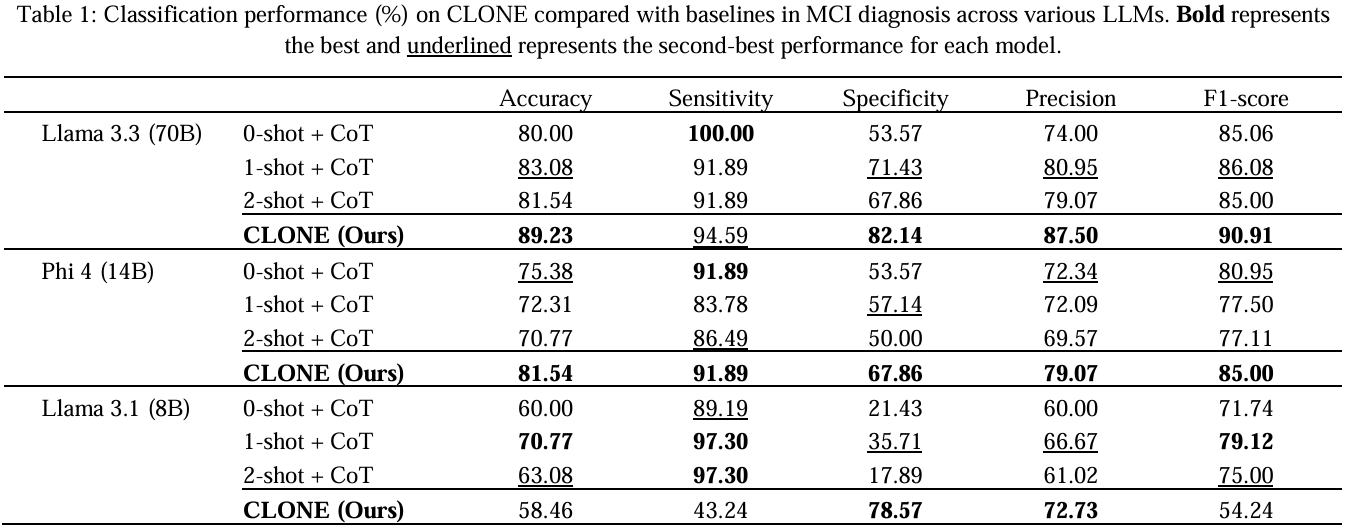 Table 1: Classification performance (%) on CLONE compared with baselines in MCI diagnosis across various LLMs. Bold represents
the best and underlined represents the second-best performance for each model.
Accuracy Sensitivity Specificity Precision F1-score
Llama 3.3 (70B) 0-shot + CoT 80.00 100.00 53.57 74.00 85.06
1-shot + CoT 83.08 91.89 71.43 80.95 86.08
2-shot + CoT 81.54 91.89 67.86 79.07 85.00
CLONE (Ours) 89.23 94.59 82.14 87.50 90.91
Phi 4 (14B) 0-shot + CoT 75.38 91.89 53.57 72.34 80.95
1-shot + CoT 72.31 83.78 57.14 72.09 77.50
2-shot + CoT 70.77 86.49 50.00 69.57 77.11
CLONE (Ours) 81.54 91.89 67.86 79.07 85.00
Llama 3.1 (8B) 0-shot + CoT 60.00 89.19 21.43 60.00 71.74
1-shot + CoT 70.77 97.30 35.71 66.67 79.12
2-shot + CoT 63.08 97.30 17.89 61.02 75.00
CLONE (Ours) 58.46 43.24 78.57 72.73 54.24